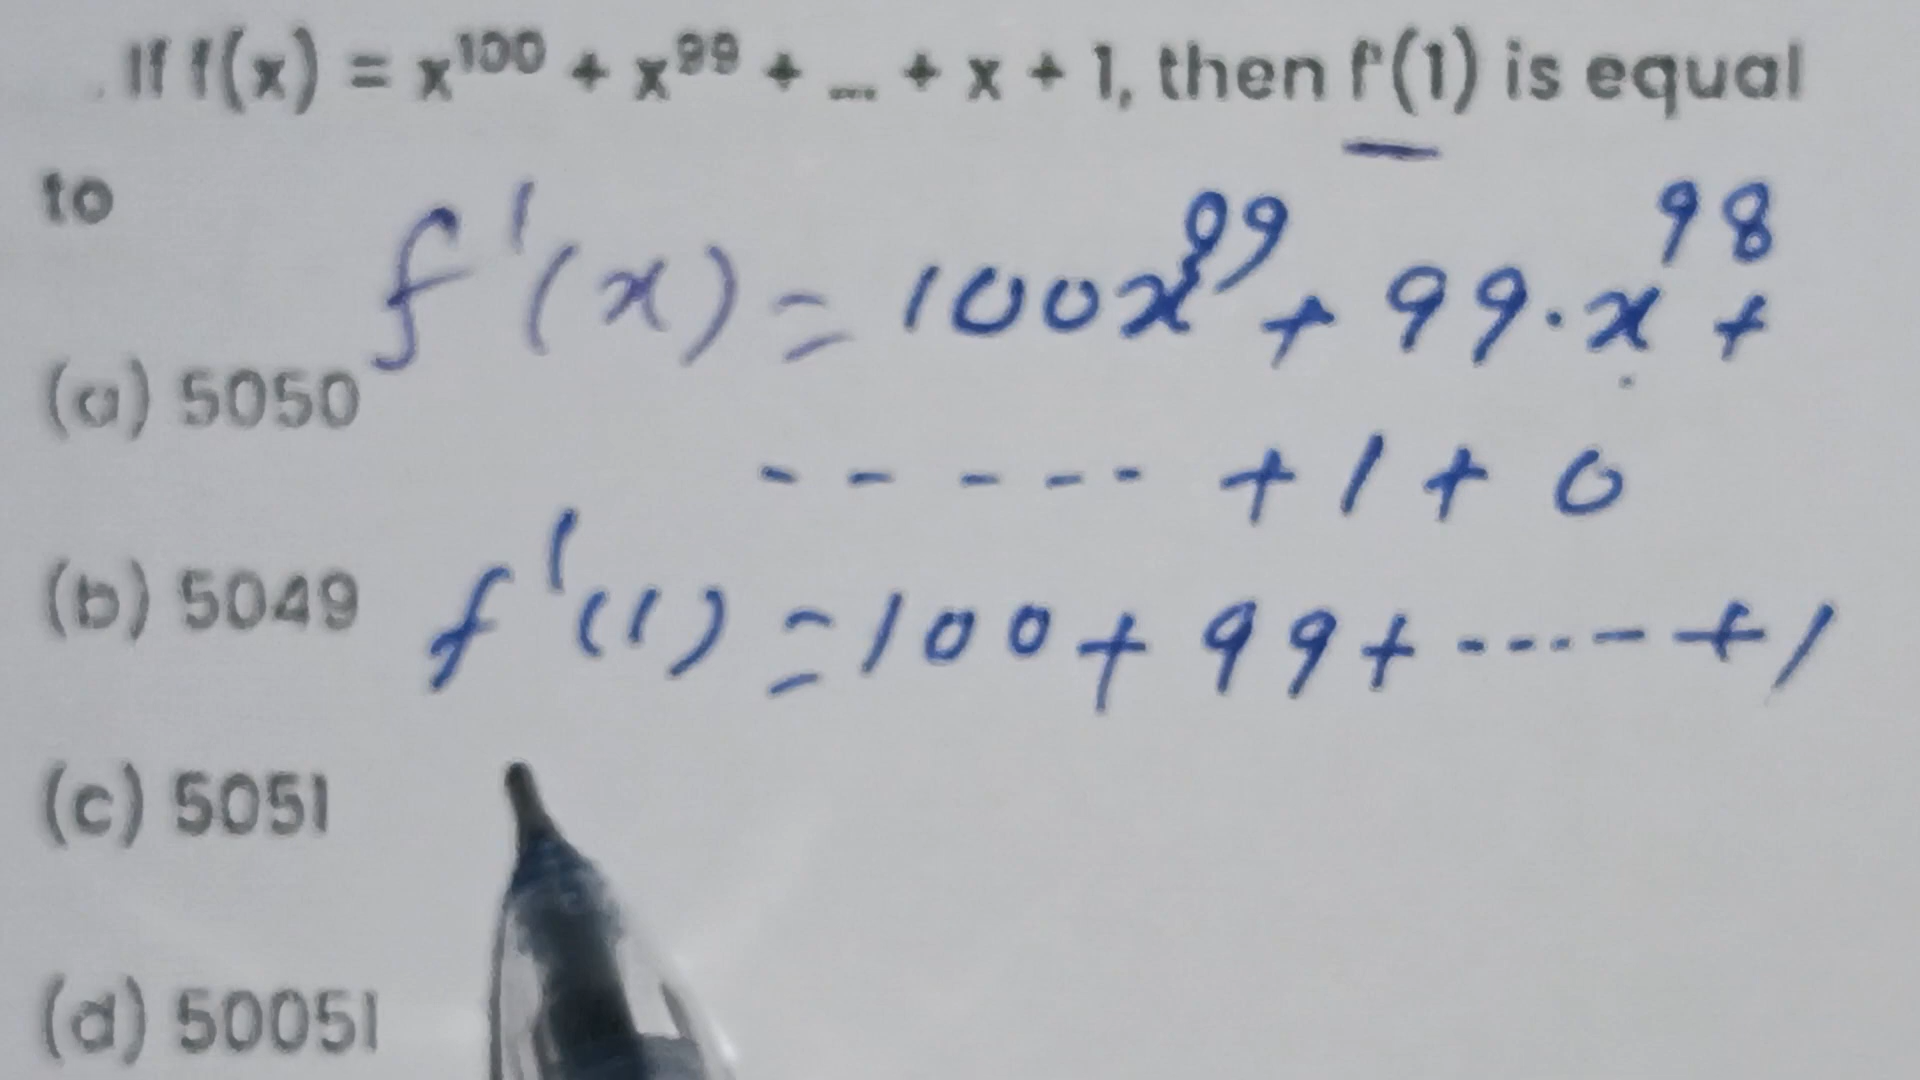 If f(x) = x¹⁰⁰ + x⁹⁹ + ... + x + 1, then f'(1) is equal
to
f'(x) = 100x⁹⁹ + 99.x⁹⁸ +
(a) 5050
- - - - - + 1 + 0
(b) 5049
f'(1) = 100 + 99 + ----- + 1
(c) 5051
(d) 50051